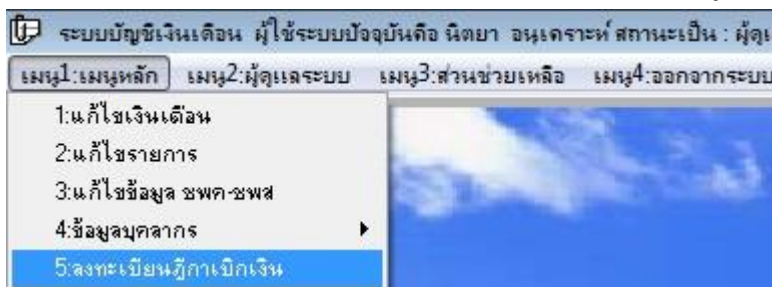 ระบบบัญชีเงินเดือน ผู้ใช้ระบบปัจจุบันคือ นิตยา อนุเคราะห์ สถานะเป็น : ผู้ดูแ
เมนู1:เมนูหลัก เมนู2:ผู้ดูแลระบบ เมนู3:ส่วนช่วยเหลือ เมนู4:ออกจากระบบ
1:แก้ไขเงินเดือน
2:แก้ไขรายการ
3:แก้ไขข้อมูล ชพค-ชพส
4:ข้อมูลบุคลากร
5:ลงทะเบียนฎีกาเบิกเงิน